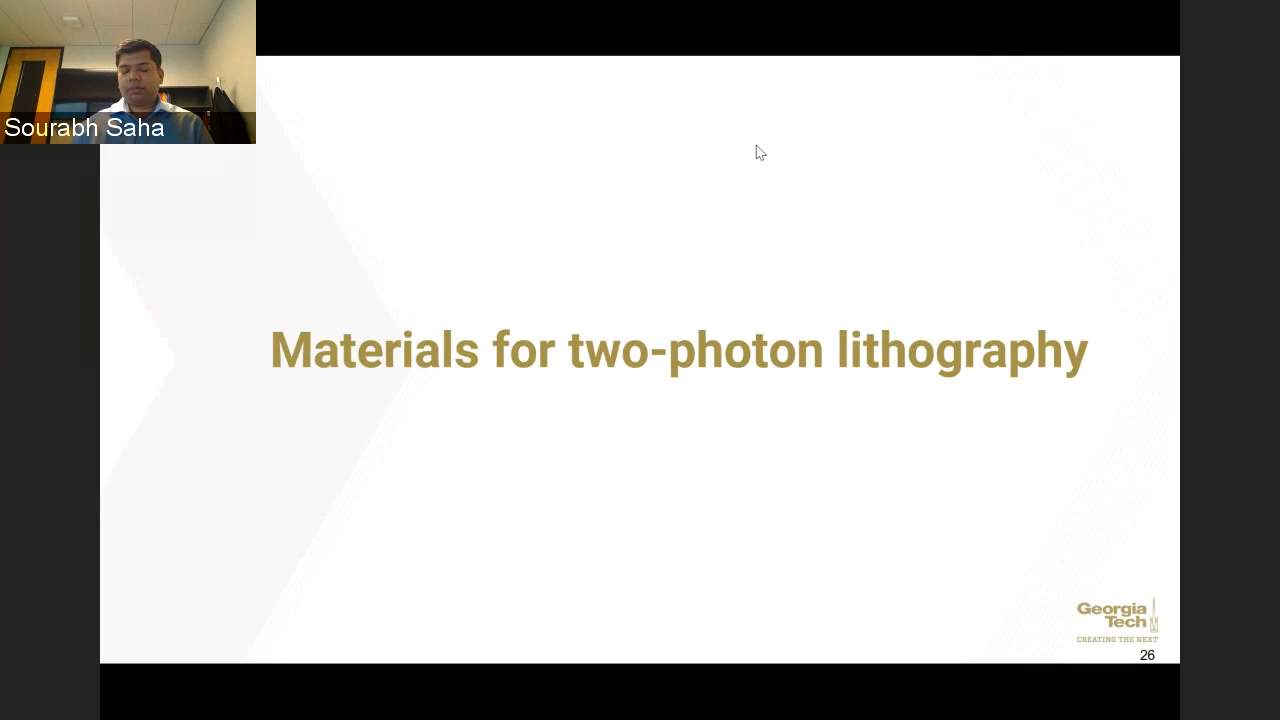 Sourabh Saha
Materials for two-photon lithography
Georgia
Tech
CREATING THE NEXT
26